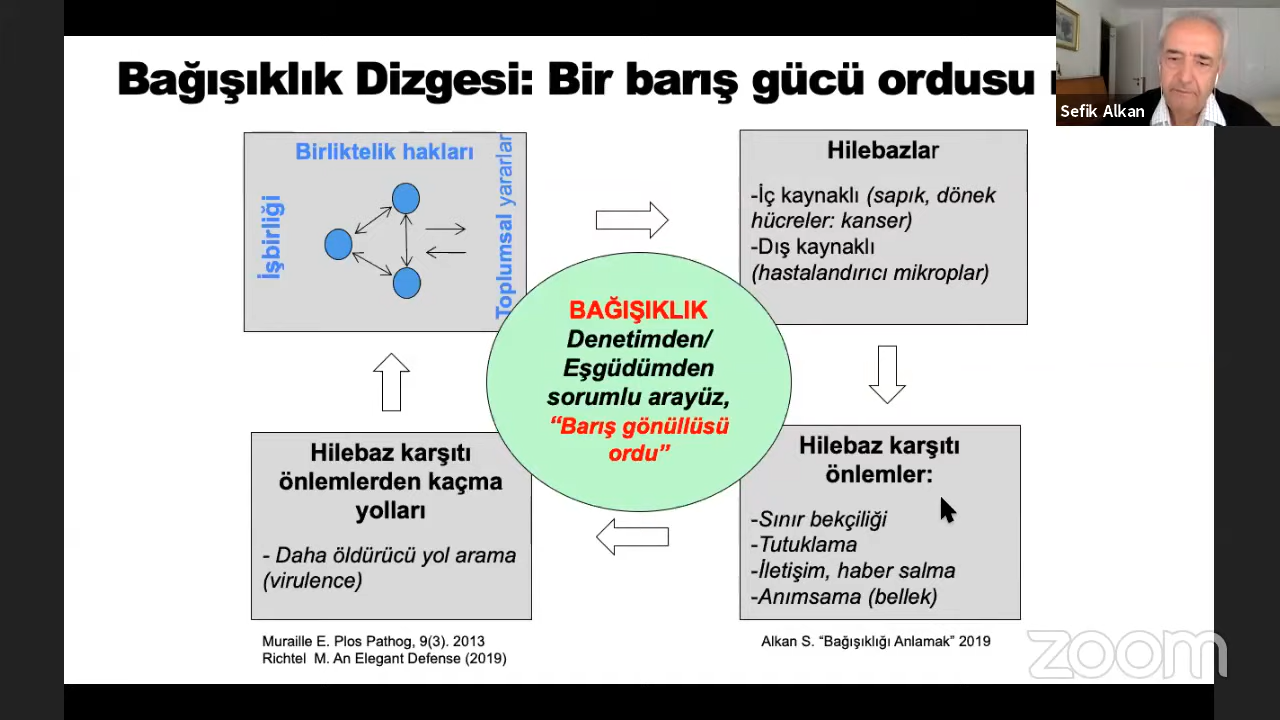 Bağışıklık Dizgesi: Bir barış gücü ordusu
Sefik Alkan
Birliktelik hakları
İşbirliği
Toplumsal yararlar
Hilebazlar
-İç kaynaklı (sapık, dönek
hücreler: kanser)
-Dış kaynaklı
(hastalandırıcı mikroplar)
BAĞIŞIKLIK
Denetimden/
Eşgüdümden
sorumlu arayüz,
“Barış gönüllüsü
ordu”
Hilebaz karşıtı
önlemlerden kaçma
yolları
- Daha öldürücü yol arama
(virulence)
Hilebaz karşıtı
önlemler:
-Sınır bekçiliği
-Tutuklama
-İletişim, haber salma
-Anımsama (bellek)
Muraille E. Plos Pathog, 9(3). 2013
Richtel M. An Elegant Defense (2019)
Alkan S. “Bağışıklığı Anlamak” 2019
zoom